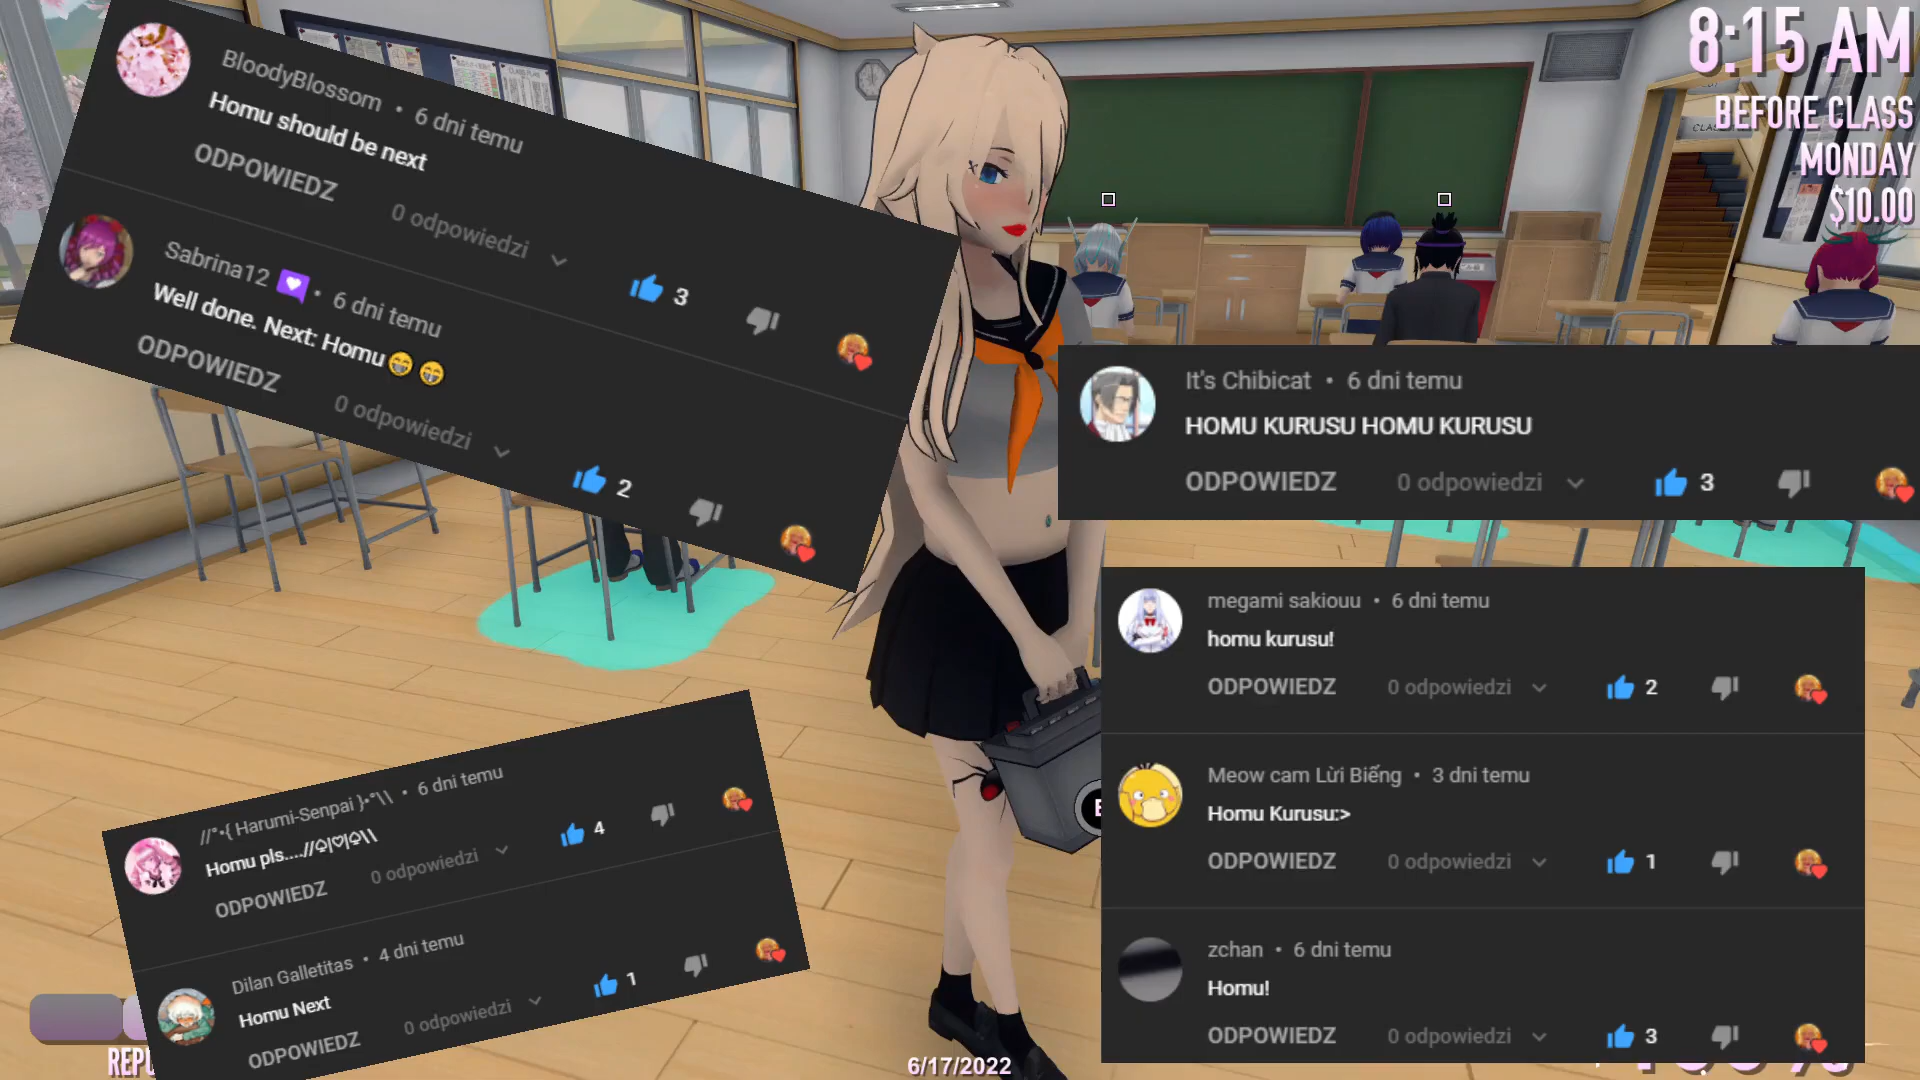 BloodyBlossom • 6 dni temu
Homu should be next
ODPOWIEDZ 0 odpowiedzi 3
Sabrina12 • 6 dni temu
Well done. Next: Homu😁😁
ODPOWIEDZ 0 odpowiedzi 2
8:15 AM
BEFORE CLASS
MONDAY
$10.00
It's Chibicat • 6 dni temu
HOMU KURUSU HOMU KURUSU
ODPOWIEDZ 0 odpowiedzi 3
megami sakiouu • 6 dni temu
homu kurusu!
ODPOWIEDZ 0 odpowiedzi 2
Meow cam Lừi Biếng • 3 dni temu
Homu Kurusu:>
ODPOWIEDZ 0 odpowiedzi 1
zchan • 6 dni temu
Homu!
ODPOWIEDZ 0 odpowiedzi 3
//°•{ Harumi-Senpai }•°\\ • 6 dni temu
Homu pls....//♤|♡|♤\\
ODPOWIEDZ 0 odpowiedzi 4
Dilan Galletitas • 4 dni temu
Homu Next
ODPOWIEDZ 0 odpowiedzi 1
6/17/2022